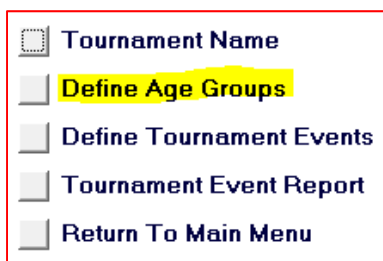 Tournament Name
Define Age Groups
Define Tournament Events
Tournament Event Report
Return To Main Menu